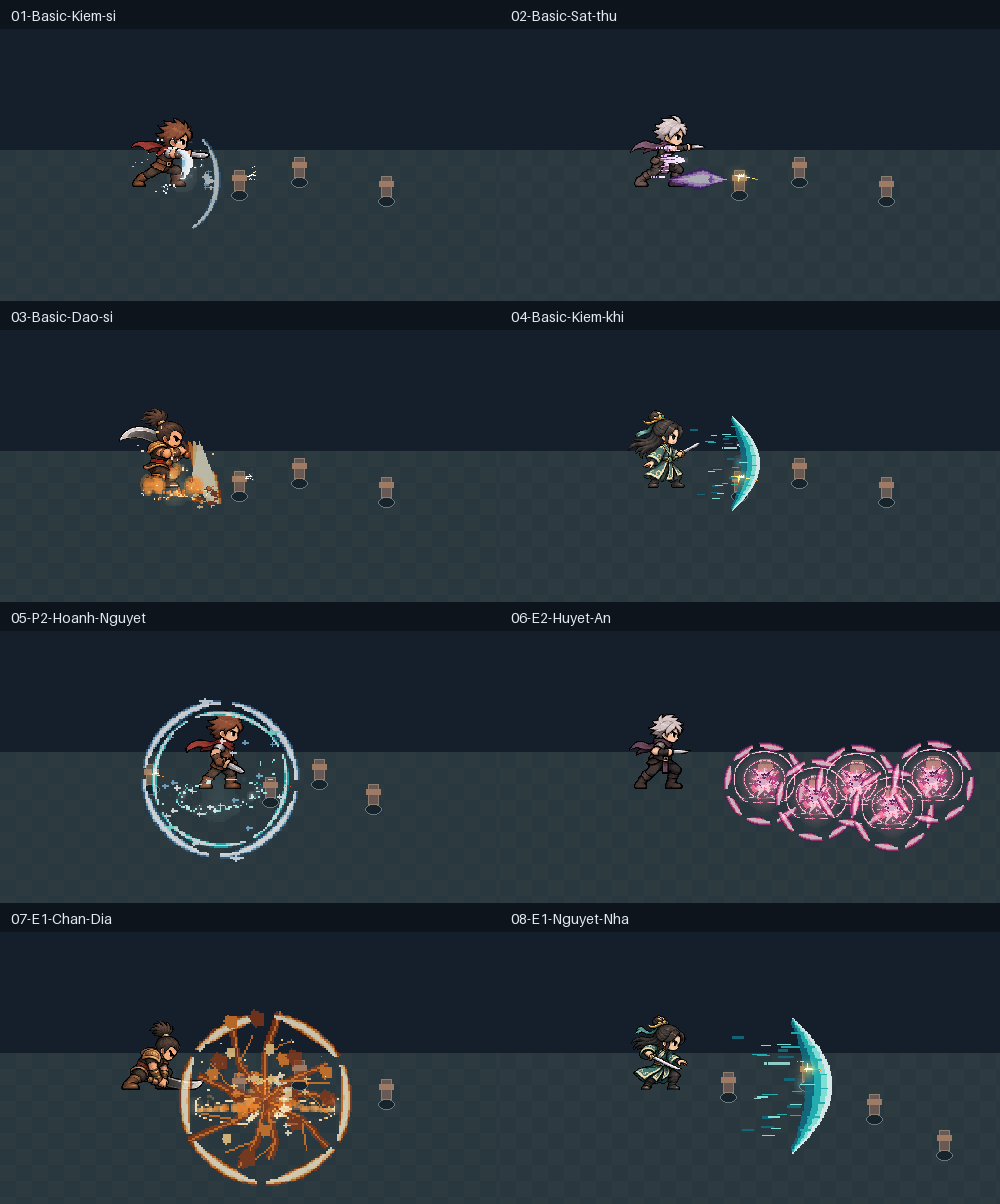 01-Basic-Kiem-si
02-Basic-Sat-thu
03-Basic-Dao-si
04-Basic-Kiem-khi
05-P2-Hoanh-Nguyet
06-E2-Huyet-An
07-E1-Chan-Dia
08-E1-Nguyet-Nha